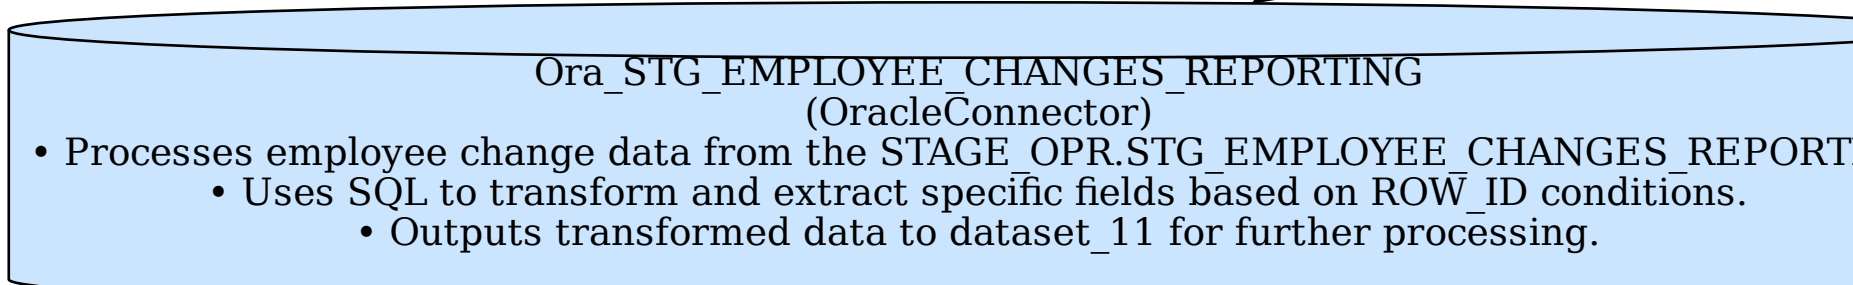 Ora_STG_EMPLOYEE_CHANGES_REPORTING
(OracleConnector)
• Processes employee change data from the STAGE_OPR.STG_EMPLOYEE_CHANGES_REPORT
• Uses SQL to transform and extract specific fields based on ROW_ID conditions.
• Outputs transformed data to dataset_11 for further processing.